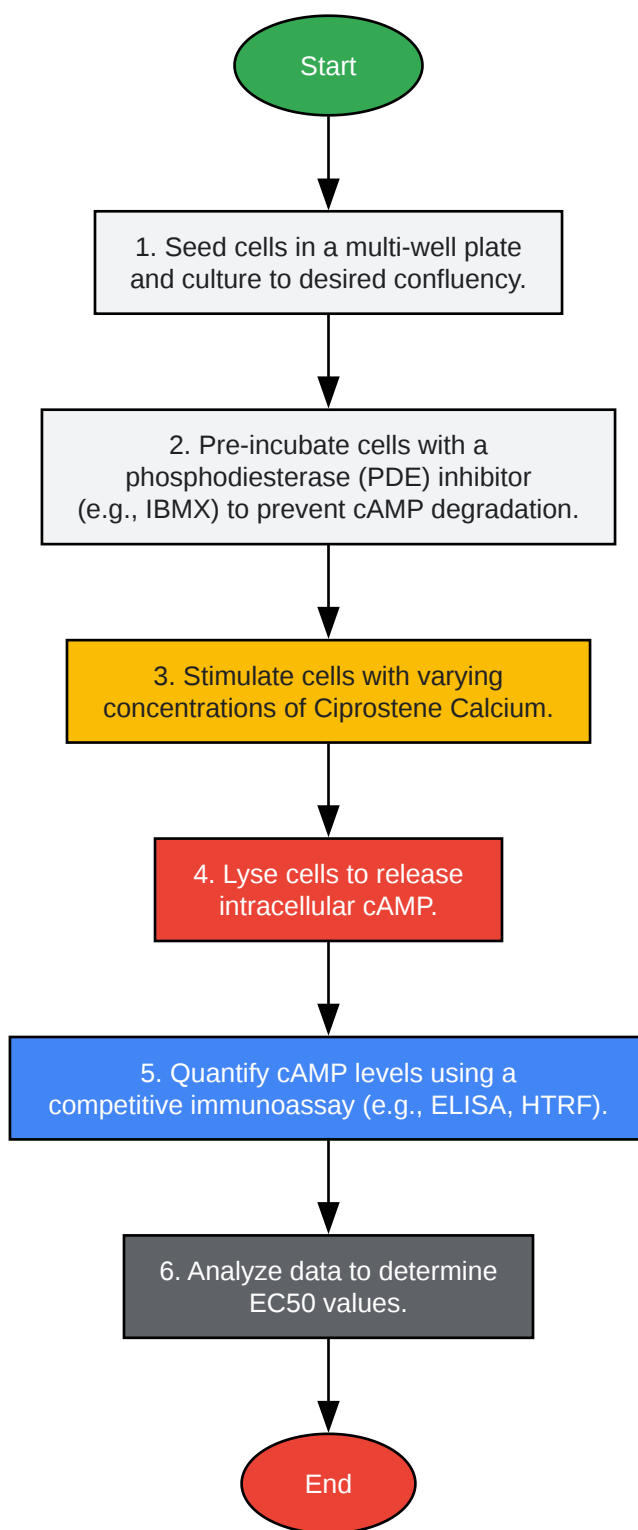 Start
1. Seed cells in a multi-well plate
and culture to desired confluency.
2. Pre-incubate cells with a
phosphodiesterase (PDE) inhibitor
(e.g., IBMX) to prevent cAMP degradation.
3. Stimulate cells with varying
concentrations of Ciprostene Calcium.
4. Lyse cells to release
intracellular cAMP.
5. Quantify cAMP levels using a
competitive immunoassay (e.g., ELISA, HTRF).
6. Analyze data to determine
EC50 values.
End